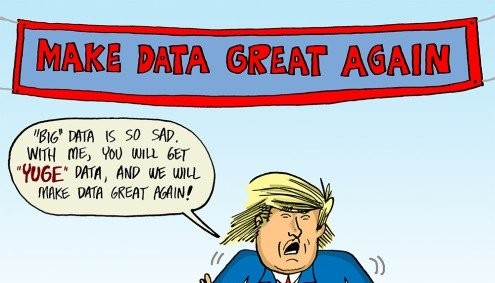 MAKE DATA GREAT AGAIN
"BIG" DATA IS SO SAD.
WITH ME, YOU WILL GET
"YUGE" DATA, AND WE WILL
MAKE DATA GREAT AGAIN!